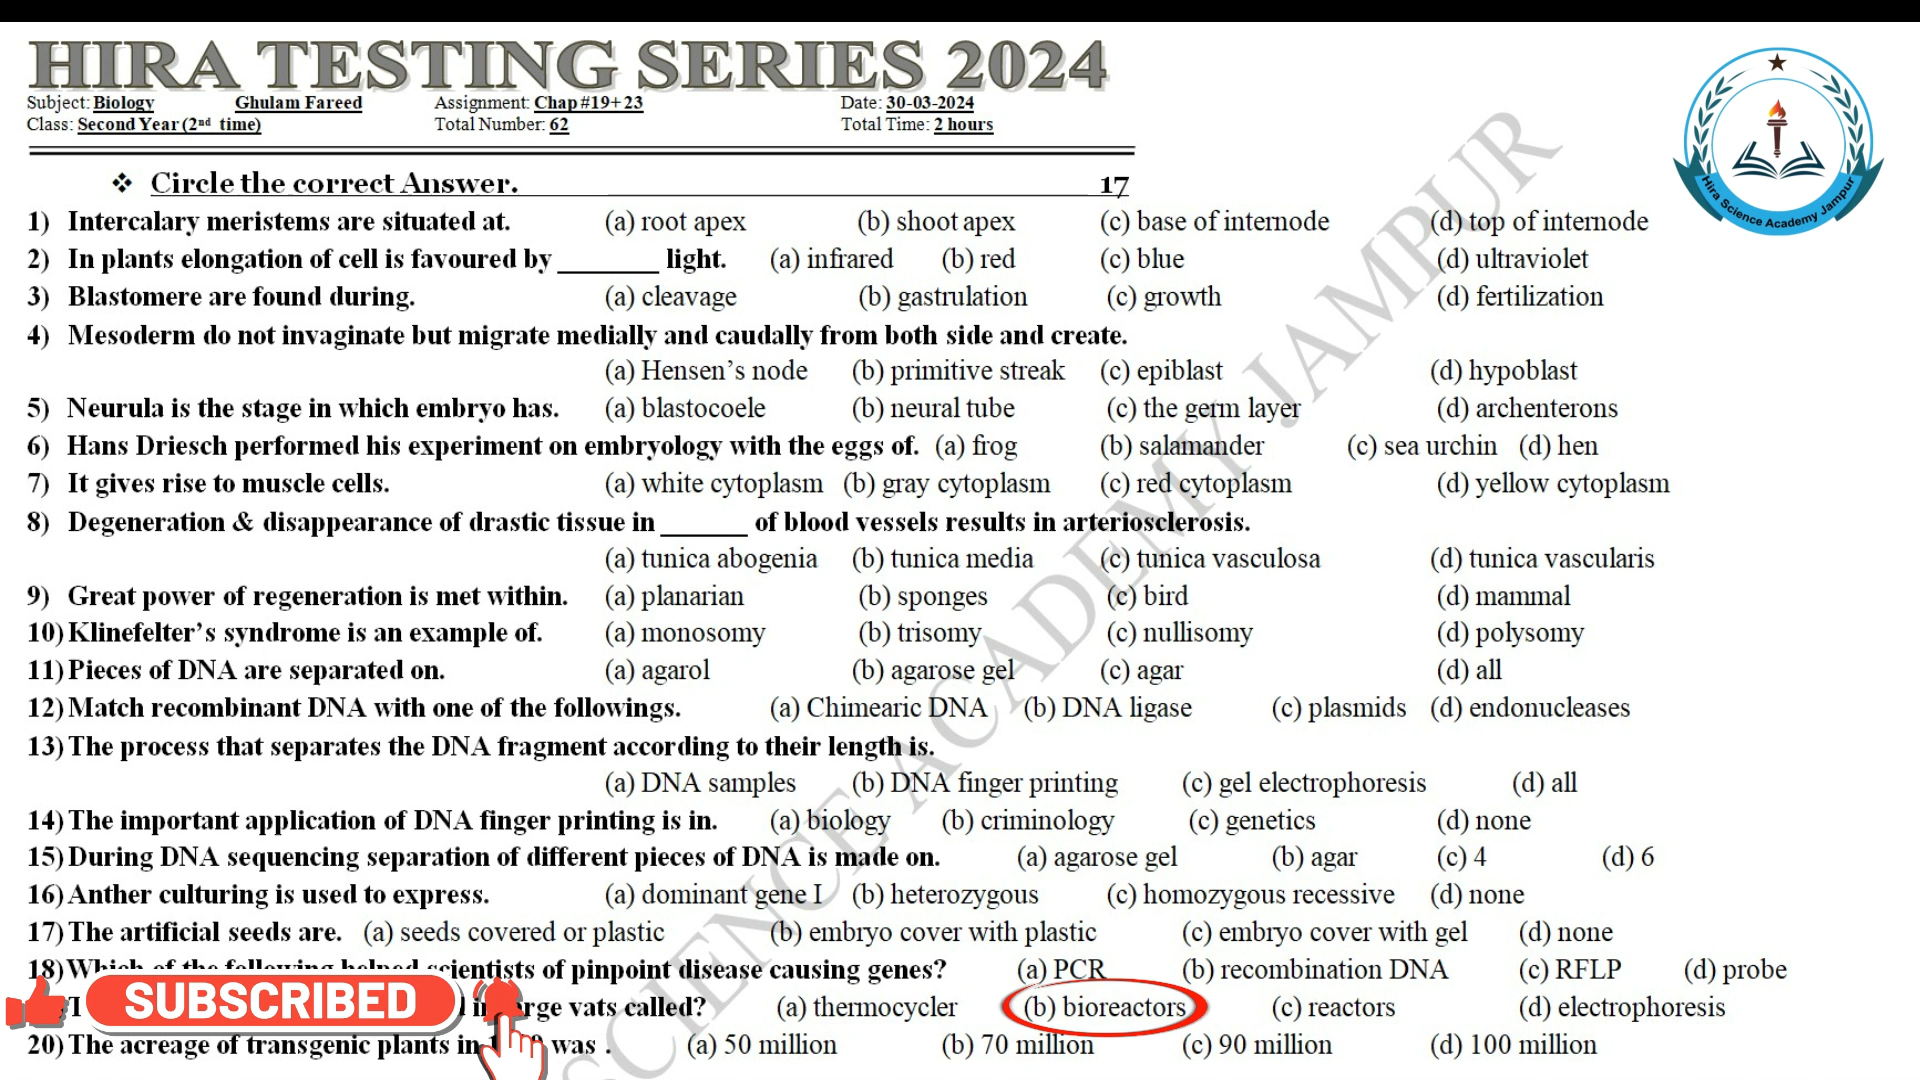 HIRA TESTING SERIES 2024
Subject: Biology Ghulam Fareed Assignment: Chap #19+23 Date: 30-03-2024
Class: Second Year (2nd time) Total Number: 62 Total Time: 2 hours
Hira Science Academy Jampur
❖ Circle the correct Answer. 17
1) Intercalary meristems are situated at. (a) root apex (b) shoot apex (c) base of internode (d) top of internode
2) In plants elongation of cell is favoured by _______ light. (a) infrared (b) red (c) blue (d) ultraviolet
3) Blastomere are found during. (a) cleavage (b) gastrulation (c) growth (d) fertilization
4) Mesoderm do not invaginate but migrate medially and caudally from both side and create.
(a) Hensen's node (b) primitive streak (c) epiblast (d) hypoblast
5) Neurula is the stage in which embryo has. (a) blastocoele (b) neural tube (c) the germ layer (d) archenterons
6) Hans Driesch performed his experiment on embryology with the eggs of. (a) frog (b) salamander (c) sea urchin (d) hen
7) It gives rise to muscle cells. (a) white cytoplasm (b) gray cytoplasm (c) red cytoplasm (d) yellow cytoplasm
8) Degeneration & disappearance of drastic tissue in ______ of blood vessels results in arteriosclerosis.
(a) tunica abogenia (b) tunica media (c) tunica vasculosa (d) tunica vascularis
9) Great power of regeneration is met within. (a) planarian (b) sponges (c) bird (d) mammal
10) Klinefelter's syndrome is an example of. (a) monosomy (b) trisomy (c) nullisomy (d) polysomy
11) Pieces of DNA are separated on. (a) agarol (b) agarose gel (c) agar (d) all
12) Match recombinant DNA with one of the followings. (a) Chimearic DNA (b) DNA ligase (c) plasmids (d) endonucleases
13) The process that separates the DNA fragment according to their length is.
(a) DNA samples (b) DNA finger printing (c) gel electrophoresis (d) all
14) The important application of DNA finger printing is in. (a) biology (b) criminology (c) genetics (d) none
15) During DNA sequencing separation of different pieces of DNA is made on. (a) agarose gel (b) agar (c) 4 (d) 6
16) Anther culturing is used to express. (a) dominant gene I (b) heterozygous (c) homozygous recessive (d) none
17) The artificial seeds are. (a) seeds covered or plastic (b) embryo cover with plastic (c) embryo cover with gel (d) none
18) Which of the following helped scientists of pinpoint disease causing genes? (a) PCR (b) recombination DNA (c) RFLP (d) probe
SUBSCRIBED
vats called? (a) thermocycler (b) bioreactors (c) reactors (d) electrophoresis
20) The acreage of transgenic plants in was . (a) 50 million (b) 70 million (c) 90 million (d) 100 million
SCIENCE ACADEMY JAMPUR